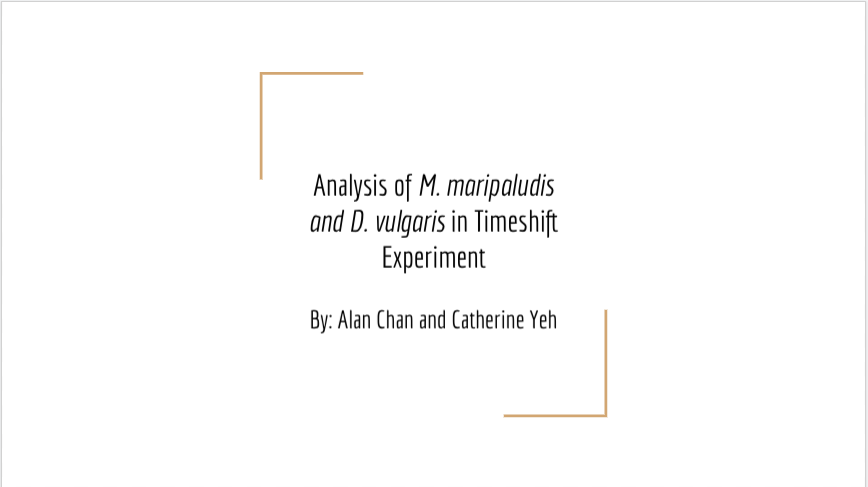 Analysis of M. maripaludis
and D. vulgaris in Timeshift
Experiment
By: Alan Chan and Catherine Yeh